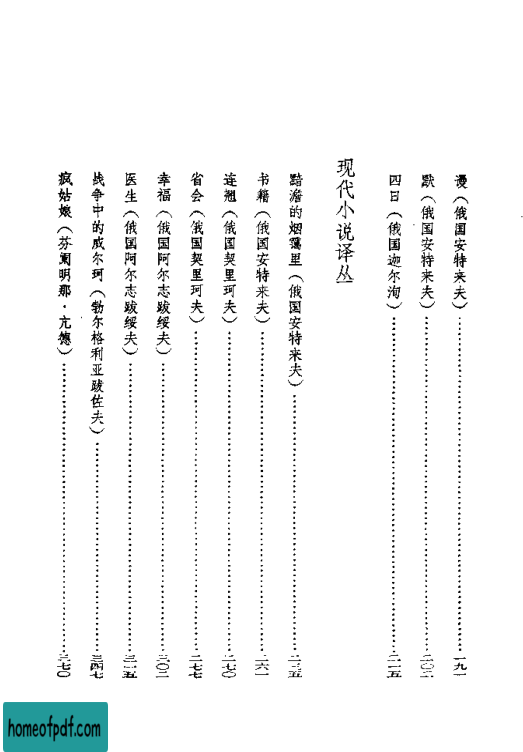 谩（俄国安特来夫）……一九一
默（俄国安特来夫）……二〇二
四日（俄国迦尔洵）……二一五
现代小说译丛
黯澹的烟霭里（俄国安特来夫）……二三五
书籍（俄国安特来夫）……二六一
连翘（俄国契里珂夫）……二七〇
省会（俄国契里珂夫）……二七七
幸福（俄国阿尔志跋绥夫）……三〇二
医生（俄国阿尔志跋绥夫）……三一五
战争中的威尔珂（勃尔格利亚跋佐夫）……三四七
疯姑娘（芬阑明那·亢德）……三七〇
homeofpdf.com